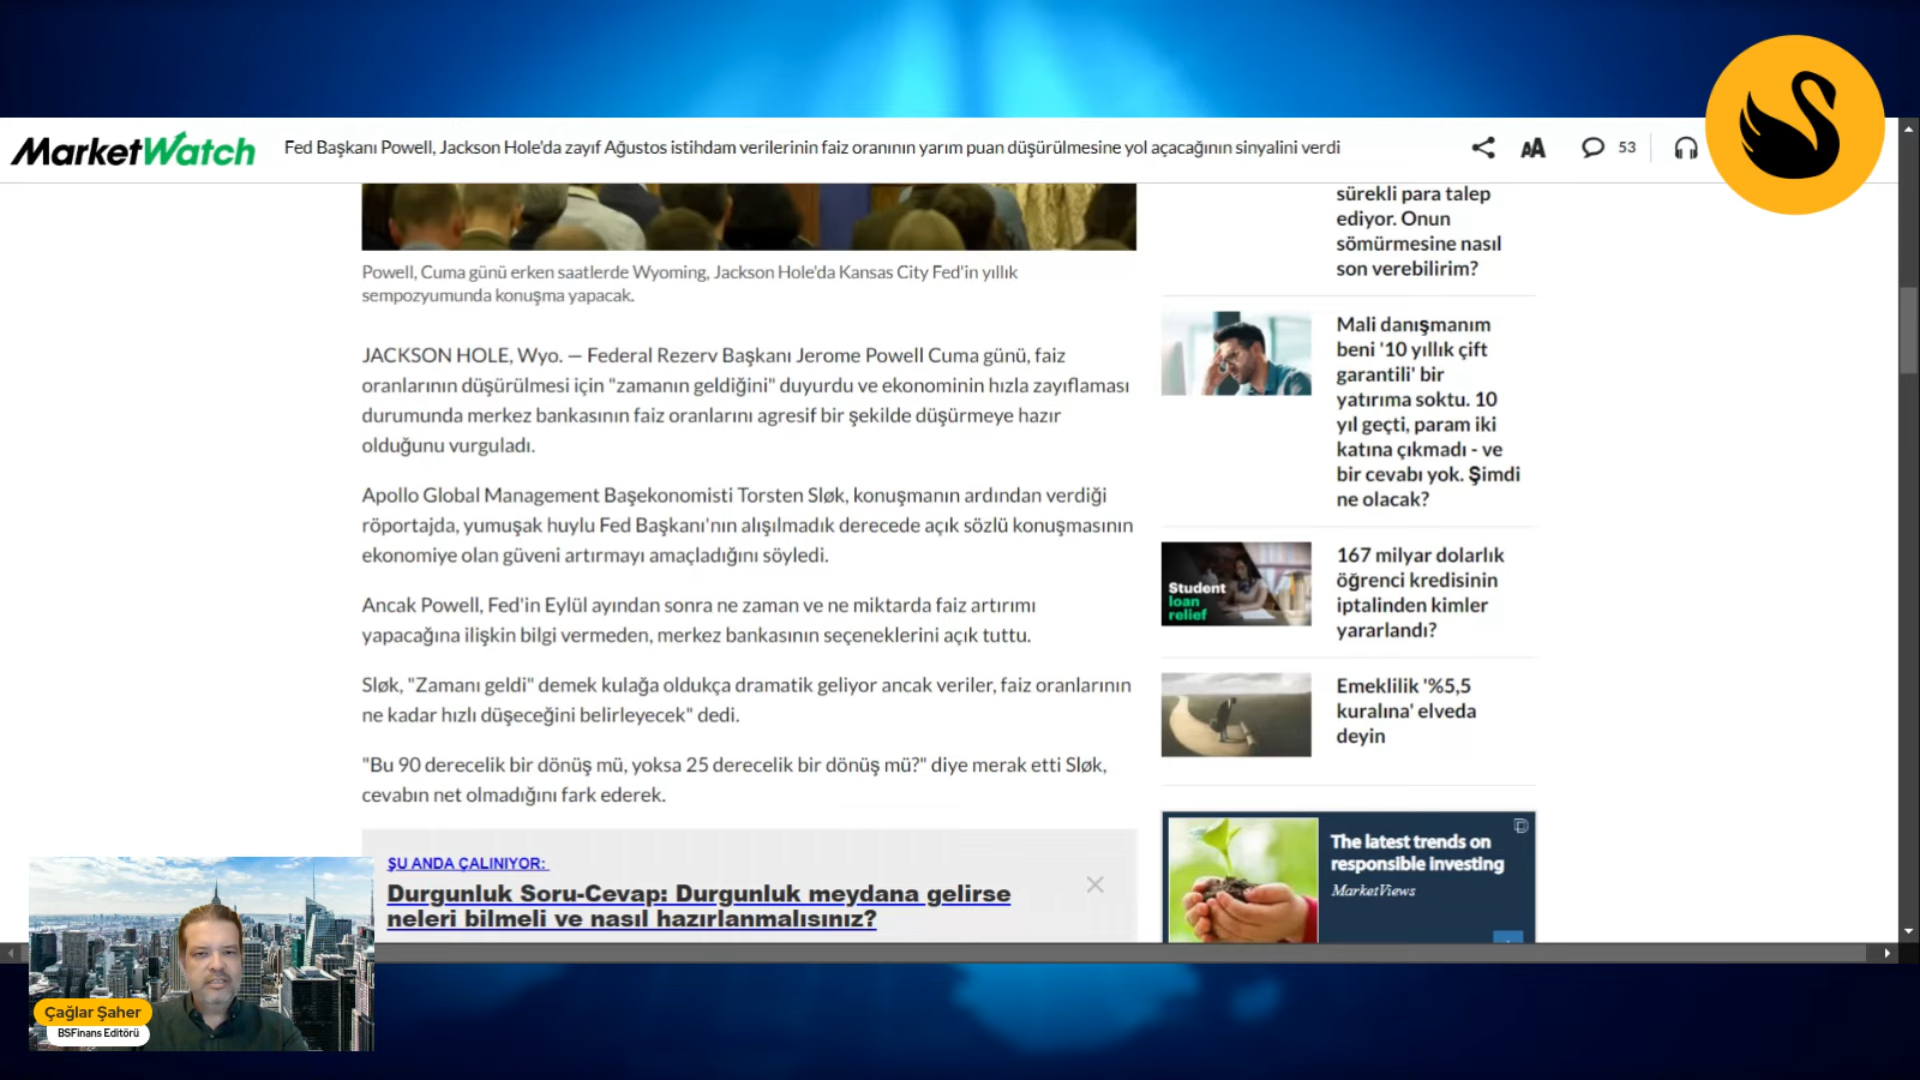 MarketWatch
Fed Başkanı Powell, Jackson Hole'da zayıf Ağustos istihdam verilerinin faiz oranının yarım puan düşürülmesine yol açacağının sinyalini verdi
AA
53
Powell, Cuma günü erken saatlerde Wyoming, Jackson Hole'da Kansas City Fed'in yıllık
sempozyumunda konuşma yapacak.
JACKSON HOLE, Wyo. — Federal Rezerv Başkanı Jerome Powell Cuma günü, faiz
oranlarının düşürülmesi için "zamanın geldiğini" duyurdu ve ekonominin hızla zayıflaması
durumunda merkez bankasının faiz oranlarını agresif bir şekilde düşürmeye hazır
olduğunu vurguladı.
Apollo Global Management Başekonomisti Torsten Sløk, konuşmanın ardından verdiği
röportajda, yumuşak huylu Fed Başkanı'nın alışılmadık derecede açık sözlü konuşmasının
ekonomiye olan güveni artırmayı amaçladığını söyledi.
Ancak Powell, Fed'in Eylül ayından sonra ne zaman ve ne miktarda faiz artırımı
yapacağına ilişkin bilgi vermeden, merkez bankasının seçeneklerini açık tuttu.
Sløk, "Zamanı geldi" demek kulağa oldukça dramatik geliyor ancak veriler, faiz oranlarının
ne kadar hızlı düşeceğini belirleyecek" dedi.
"Bu 90 derecelik bir dönüş mü, yoksa 25 derecelik bir dönüş mü?" diye merak etti Sløk,
cevabın net olmadığını fark ederek.
ŞU ANDA ÇALINIYOR:
Durgunluk Soru-Cevap: Durgunluk meydana gelirse
neleri bilmeli ve nasıl hazırlanmalısınız?
sürekli para talep
ediyor. Onun
sömürmesine nasıl
son verebilirim?
Mali danışmanım
beni '10 yıllık çift
garantili' bir
yatırıma soktu. 10
yıl geçti, param iki
katına çıkmadı - ve
bir cevabı yok. Şimdi
ne olacak?
Student
loan
relief
167 milyar dolarlık
öğrenci kredisinin
iptalinden kimler
yararlandı?
Emeklilik '%5,5
kuralına' elveda
deyin
The latest trends on
responsible investing
MarketViews
Çağlar Şaher
BSFinans Editörü